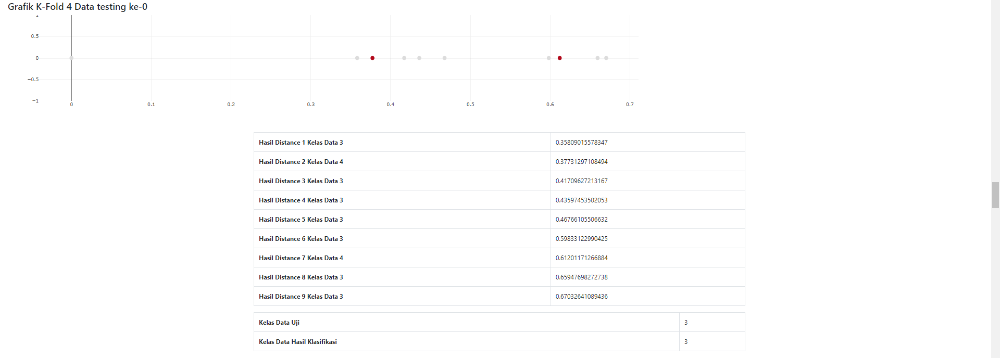 Grafik K-Fold 4 Data testing ke-0
1
0.5
0
−0.5
−1
0 0.1 0.2 0.3 0.4 0.5 0.6 0.7
Hasil Distance 1 Kelas Data 3 0.35809015578347
Hasil Distance 2 Kelas Data 4 0.37731297108494
Hasil Distance 3 Kelas Data 3 0.41709627213167
Hasil Distance 4 Kelas Data 3 0.43597453502053
Hasil Distance 5 Kelas Data 3 0.46766105506632
Hasil Distance 6 Kelas Data 3 0.59833122990425
Hasil Distance 7 Kelas Data 4 0.61201171266884
Hasil Distance 8 Kelas Data 3 0.65947698272738
Hasil Distance 9 Kelas Data 3 0.67032641089436
Kelas Data Uji 3
Kelas Data Hasil Klasifikasi 3